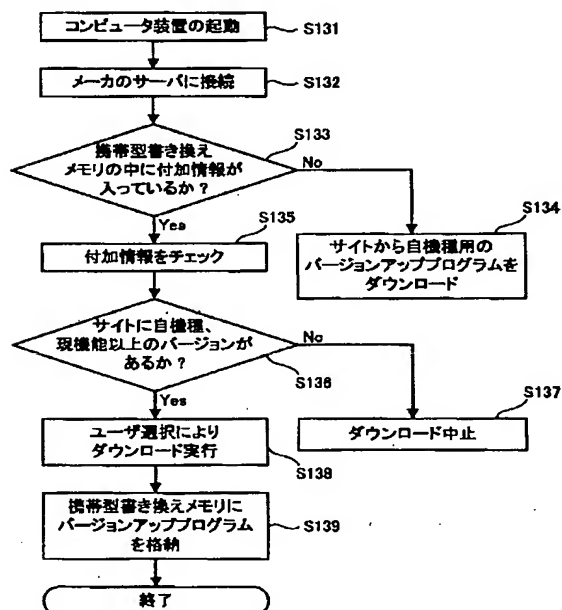 コンピュータ装置の起動
S131
メーカのサーバに接続
S132
S133
携帯型書き換え
メモリの中に付加情報が
入っているか?
No
Yes
S135
S134
付加情報をチェック
サイトから自機種用の
バージョンアッププログラムを
ダウンロード
サイトに自機種、
現機能以上のバージョンが
あるか?
No
S136
Yes
S137
ユーザ選択により
ダウンロード実行
ダウンロード中止
S138
携帯型書き換えメモリに
バージョンアッププログラム
を格納
S139
終了